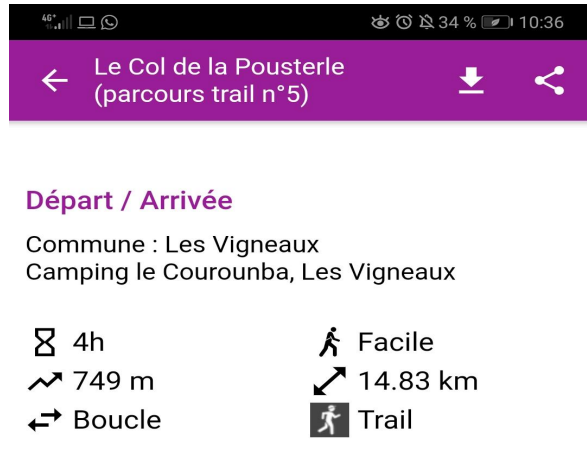 4G+ 34 % 10:36
Le Col de la Pousterle
(parcours trail n°5)
Départ / Arrivée
Commune : Les Vigneaux
Camping le Courounba, Les Vigneaux
4h Facile
749 m 14.83 km
Boucle Trail